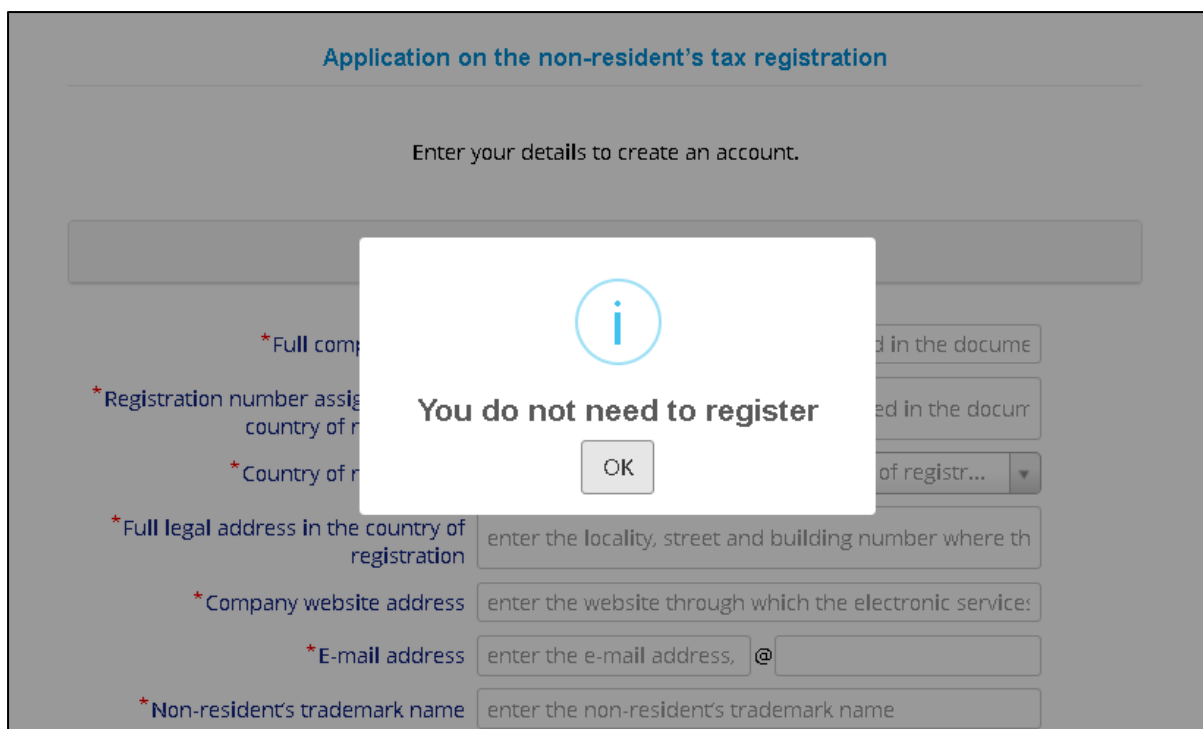 Application on the non-resident's tax registration
Enter your details to create an account.
i
*Full comp
d in the docume
*Registration number assig
ed in the docum
country of r
You do not need to register
*Country of r
OK
of registr...
*Full legal address in the country of
registration
enter the locality, street and building number where th
*Company website address enter the website through which the electronic services
*E-mail address enter the e-mail address, @
*Non-resident's trademark name enter the non-resident's trademark name